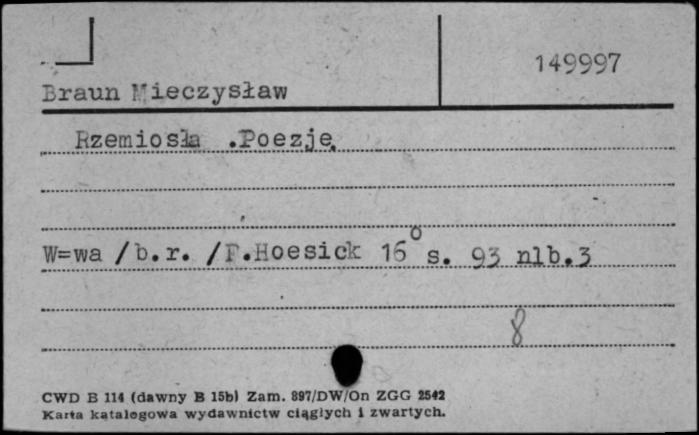 149997
Braun Mieczysław
Rzemiosła .Poezje.
W=wa /b.r. /F.Hoesick 16° s. 93 nlb.3
8
CWD B 114 (dawny B 15b) Zam. 897/DW/On ZGG 2542
Karta katalogowa wydawnictw ciągłych i zwartych.